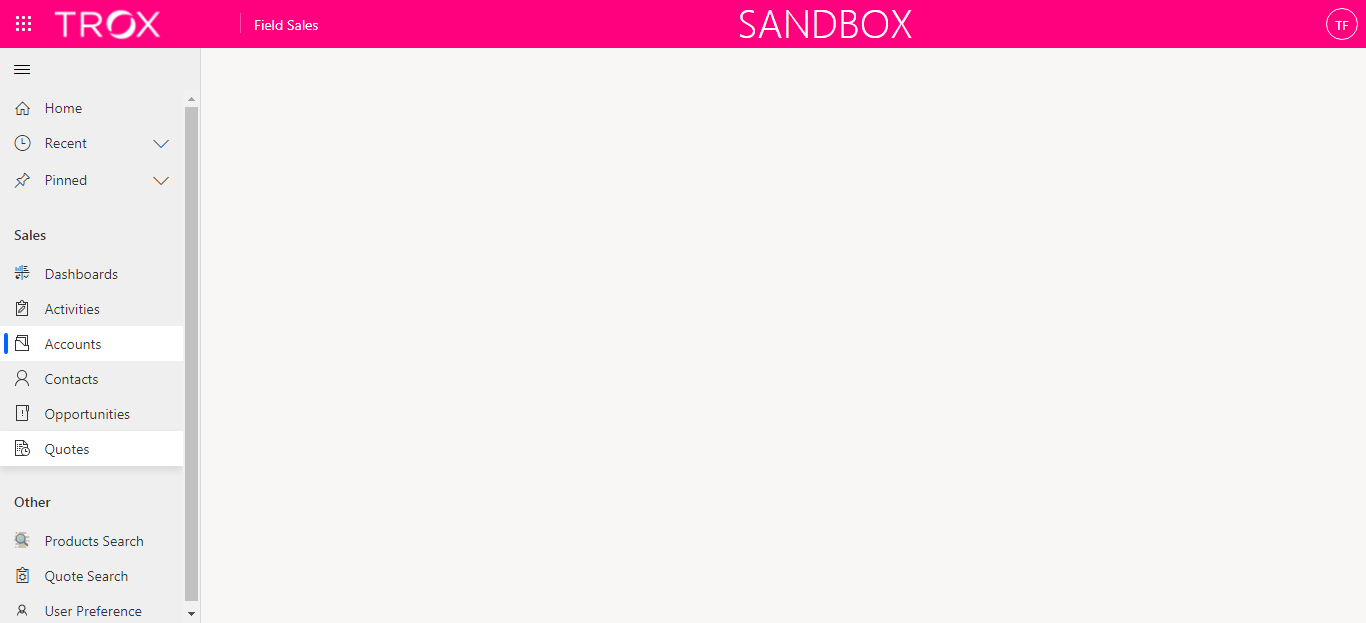 TROX
Field Sales
SANDBOX
TF
Home
Recent
Pinned
Sales
Dashboards
Activities
Accounts
Contacts
Opportunities
Quotes
Other
Products Search
Quote Search
User Preference